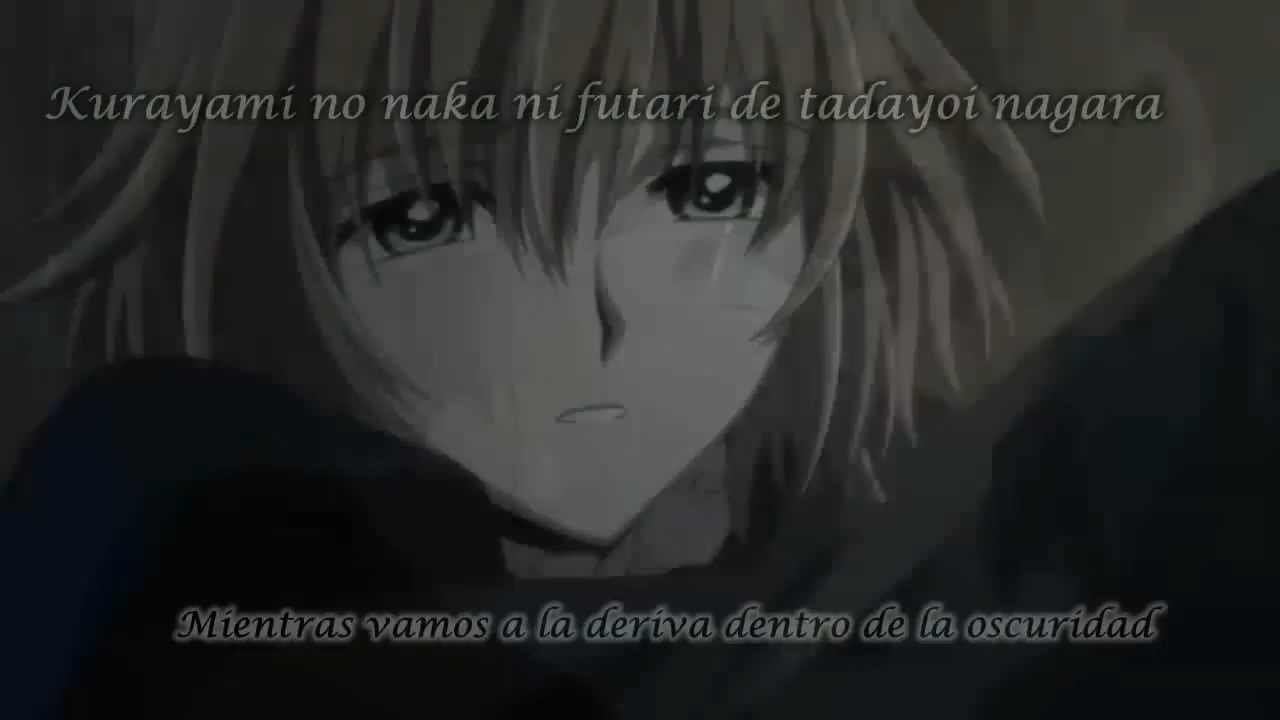 Kurayami no naka ni futari de tadayoi nagara
Mientras vamos a la deriva dentro de la oscuridad